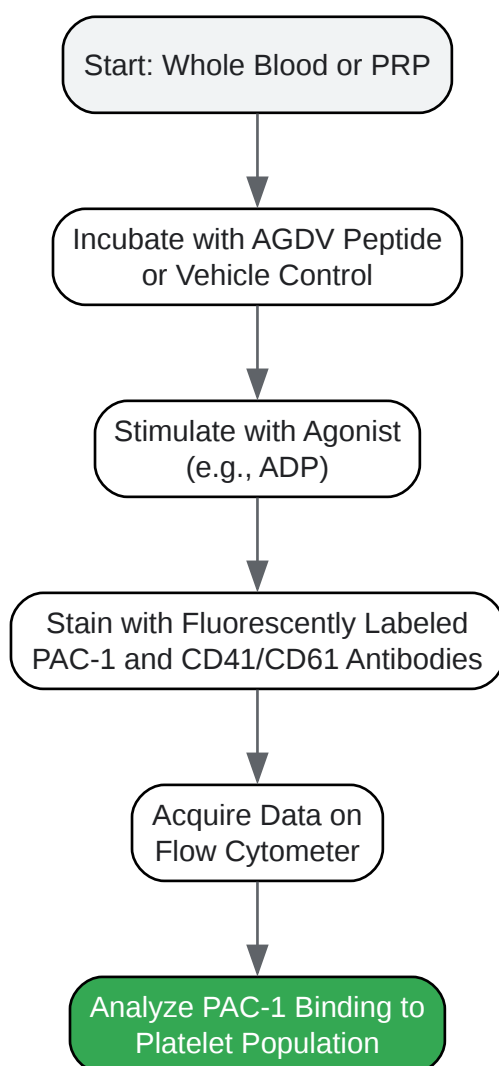 Start: Whole Blood or PRP
Incubate with AGDV Peptide
or Vehicle Control
Stimulate with Agonist
(e.g., ADP)
Stain with Fluorescently Labeled
PAC-1 and CD41/CD61 Antibodies
Acquire Data on
Flow Cytometer
Analyze PAC-1 Binding to
Platelet Population